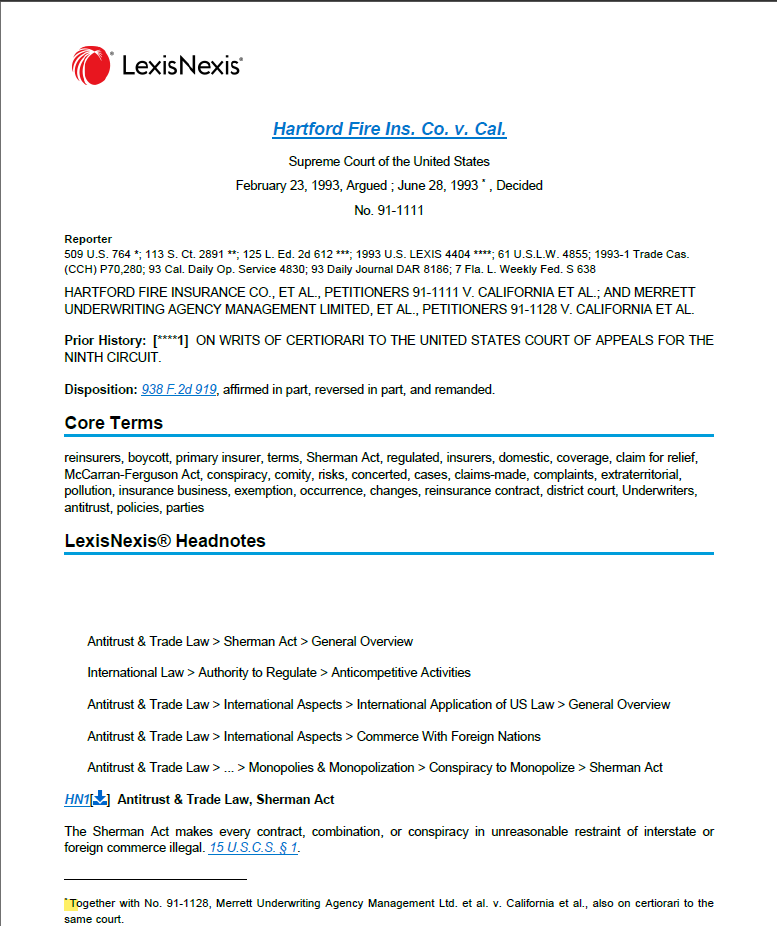 LexisNexis®
Hartford Fire Ins. Co. v. Cal.
Supreme Court of the United States
February 23, 1993, Argued ; June 28, 1993 * , Decided
No. 91-1111
Reporter
509 U.S. 764 *; 113 S. Ct. 2891 **; 125 L. Ed. 2d 612 ***; 1993 U.S. LEXIS 4404 ****; 61 U.S.L.W. 4855; 1993-1 Trade Cas.
(CCH) P70,280; 93 Cal. Daily Op. Service 4830; 93 Daily Journal DAR 8186; 7 Fla. L. Weekly Fed. S 638
HARTFORD FIRE INSURANCE CO., ET AL., PETITIONERS 91-1111 V. CALIFORNIA ET AL.; AND MERRETT
UNDERWRITING AGENCY MANAGEMENT LIMITED, ET AL., PETITIONERS 91-1128 V. CALIFORNIA ET AL.
Prior History: [****1] ON WRITS OF CERTIORARI TO THE UNITED STATES COURT OF APPEALS FOR THE
NINTH CIRCUIT.
Disposition: 938 F.2d 919, affirmed in part, reversed in part, and remanded.
Core Terms
reinsurers, boycott, primary insurer, terms, Sherman Act, regulated, insurers, domestic, coverage, claim for relief,
McCarran-Ferguson Act, conspiracy, comity, risks, concerted, cases, claims-made, complaints, extraterritorial,
pollution, insurance business, exemption, occurrence, changes, reinsurance contract, district court, Underwriters,
antitrust, policies, parties
LexisNexis® Headnotes
Antitrust & Trade Law > Sherman Act > General Overview
International Law > Authority to Regulate > Anticompetitive Activities
Antitrust & Trade Law > International Aspects > International Application of US Law > General Overview
Antitrust & Trade Law > International Aspects > Commerce With Foreign Nations
Antitrust & Trade Law > ... > Monopolies & Monopolization > Conspiracy to Monopolize > Sherman Act
HN1[ ] Antitrust & Trade Law, Sherman Act
The Sherman Act makes every contract, combination, or conspiracy in unreasonable restraint of interstate or
foreign commerce illegal. 15 U.S.C.S. § 1.
* Together with No. 91-1128, Merrett Underwriting Agency Management Ltd. et al. v. California et al., also on certiorari to the
same court.